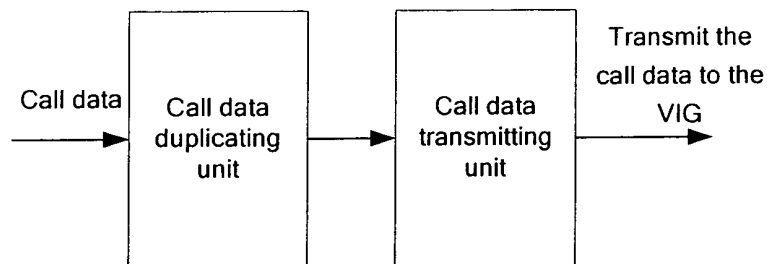 Call data
Call data
duplicating
unit
Call data
transmitting
unit
Transmit the
call data to the
VIG